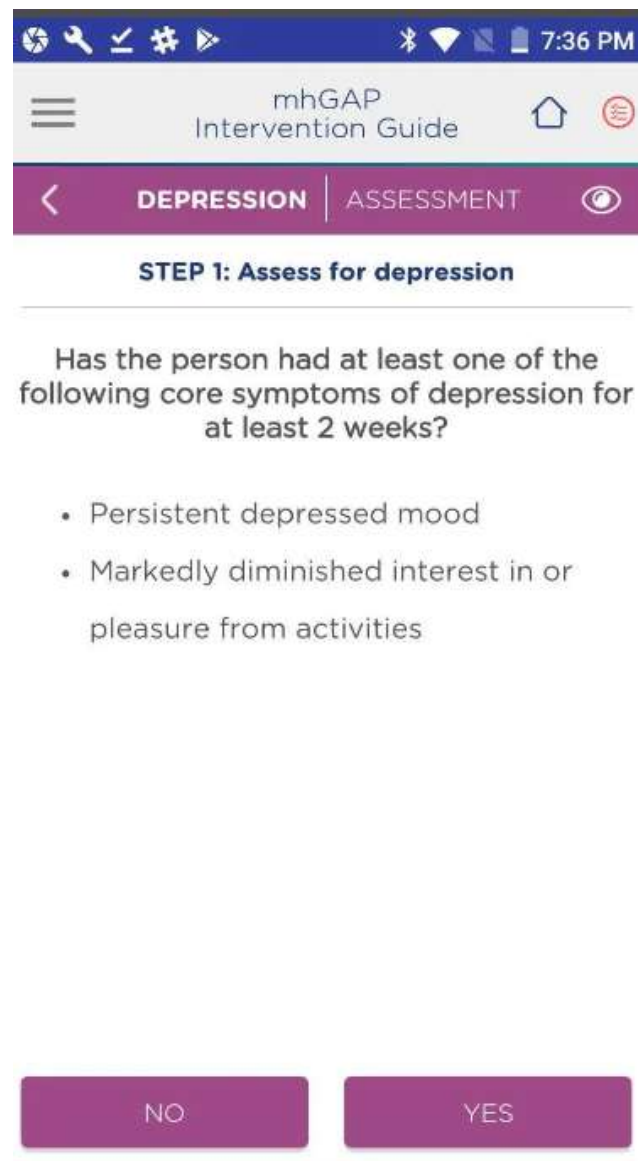 7:36 PM
mhGAP
Intervention Guide
DEPRESSION | ASSESSMENT
STEP 1: Assess for depression
Has the person had at least one of the
following core symptoms of depression for
at least 2 weeks?
• Persistent depressed mood
• Markedly diminished interest in or
pleasure from activities
NO YES